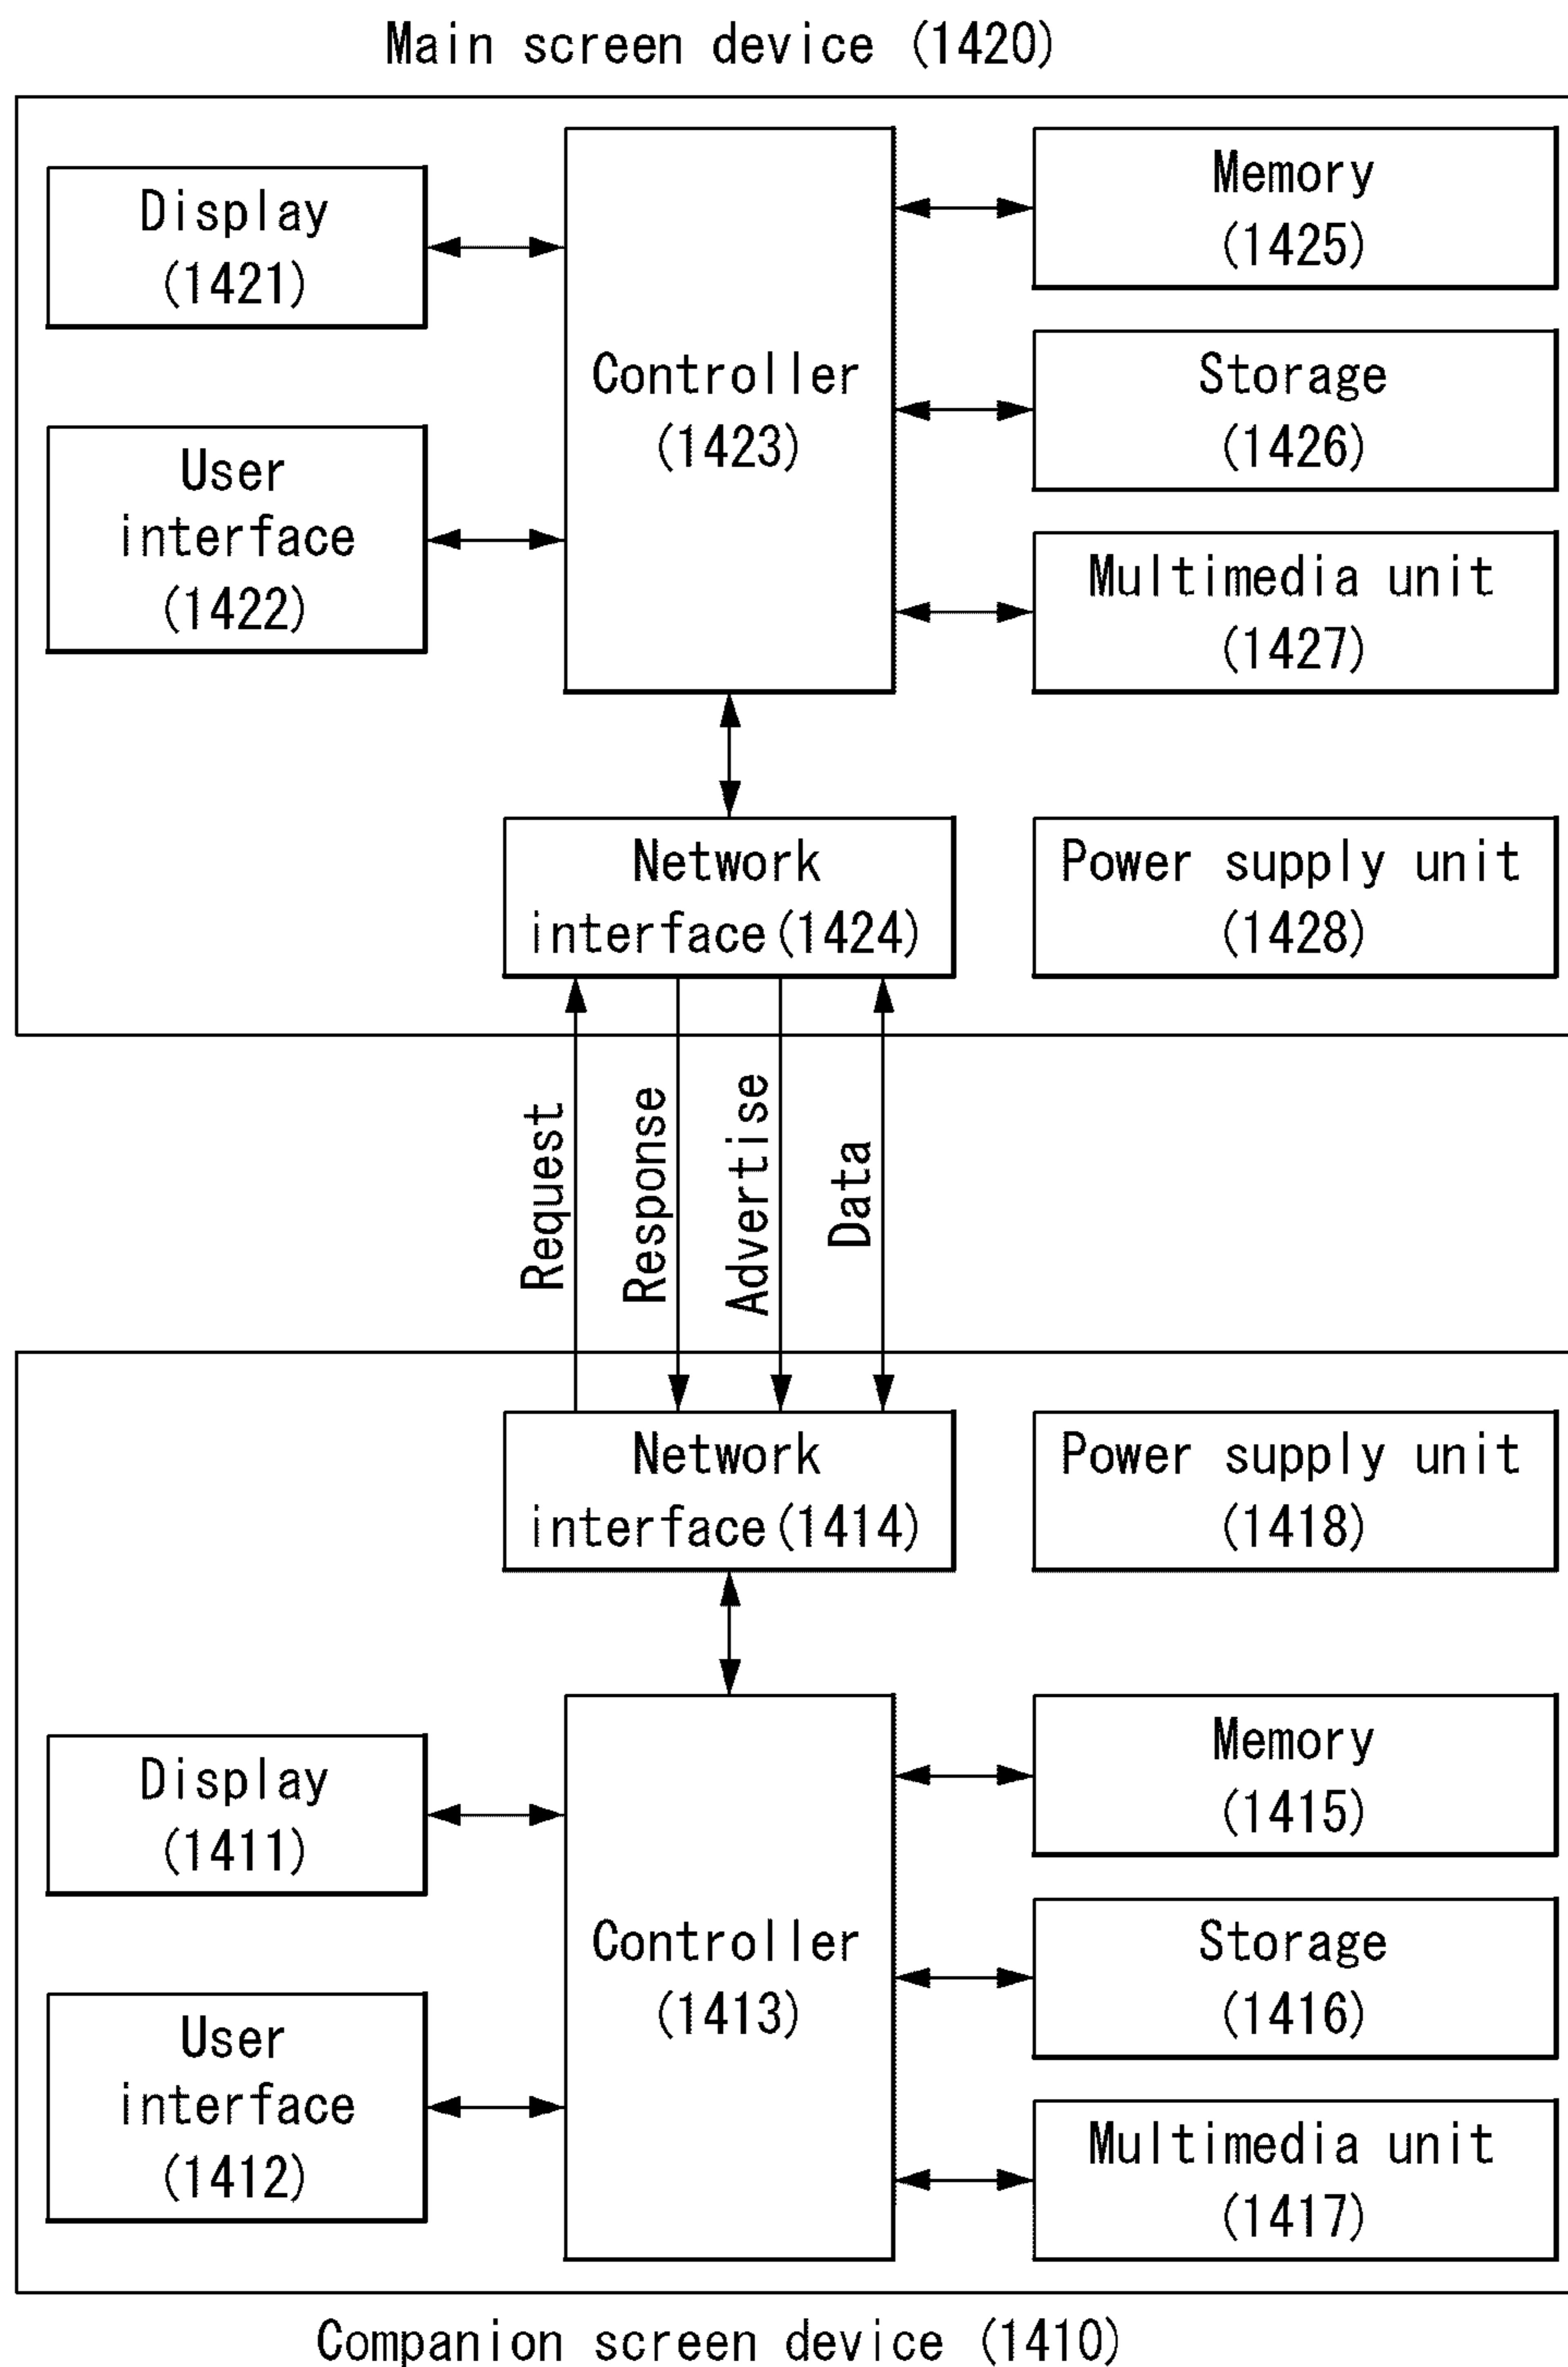 Main screen device (1420)
Display
(1421)
User
interface
(1422)
Controller
(1423)
Memory
(1425)
Storage
(1426)
Multimedia unit
(1427)
Network
interface(1424)
Power supply unit
(1428)
Request
Response
Advertise
Data
Network
interface(1414)
Power supply unit
(1418)
Display
(1411)
User
interface
(1412)
Controller
(1413)
Memory
(1415)
Storage
(1416)
Multimedia unit
(1417)
Companion screen device (1410)